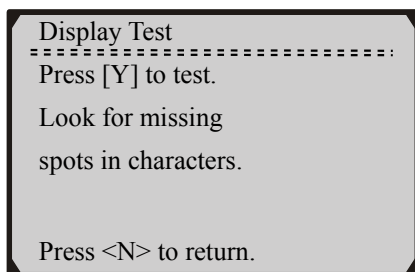 Display Test
Press [Y] to test.
Look for missing
spots in characters.
Press <N> to return.